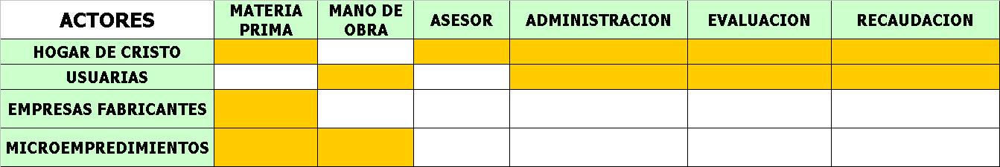 ACTORES
MATERIA
PRIMA
MANO DE
OBRA
ASESOR
ADMINISTRACION
EVALUACION
RECAUDACION
HOGAR DE CRISTO
USUARIAS
EMPRESAS FABRICANTES
MICROEMPREDIMIENTOS